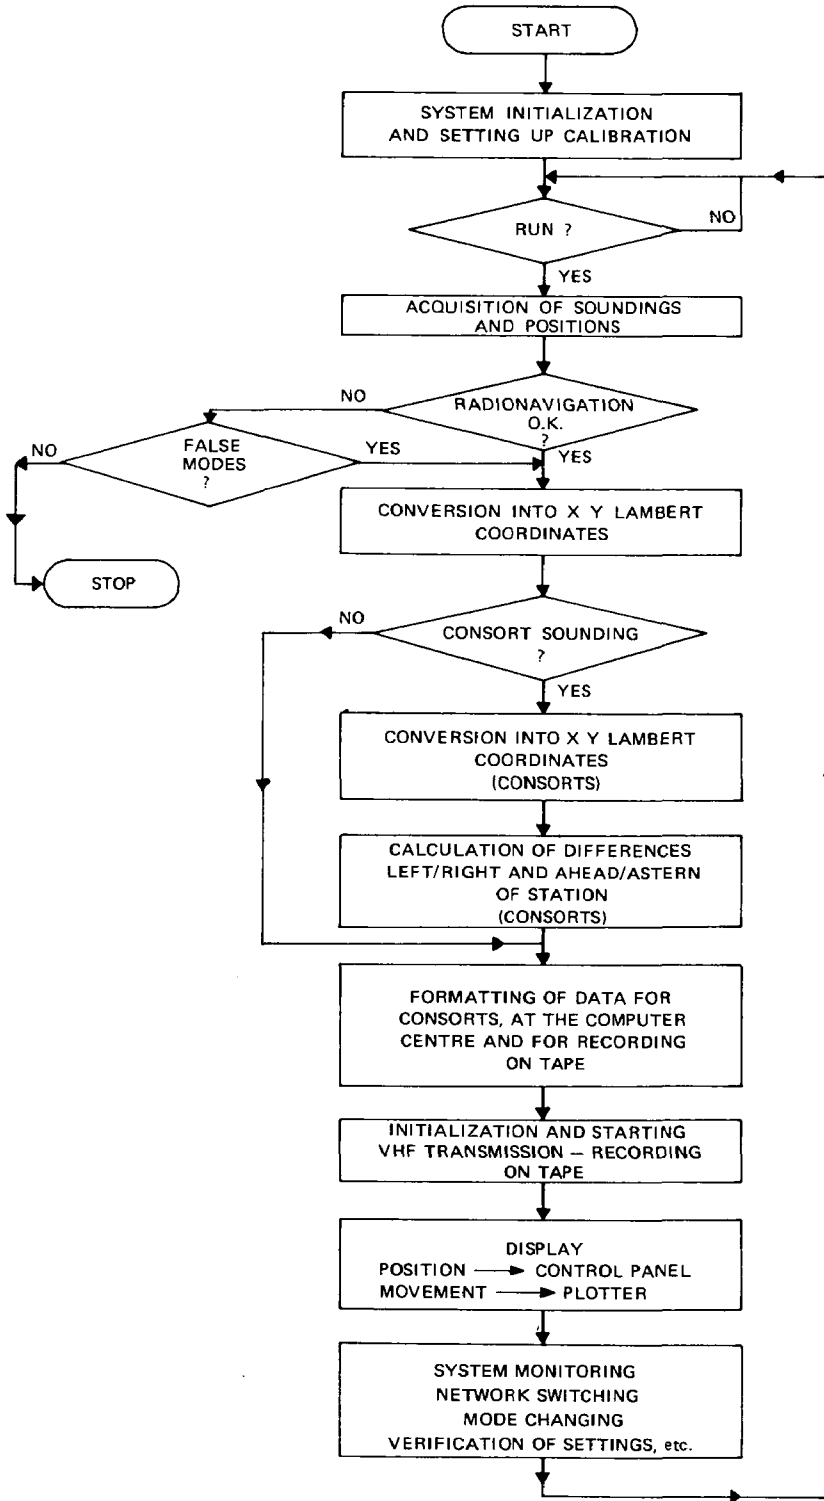 START
SYSTEM INITIALIZATION
AND SETTING UP CALIBRATION
NO
RUN ?
YES
ACQUISITION OF SOUNDINGS
AND POSITIONS
NO
RADIONAVIGATION
O.K.
?
YES
NO
FALSE
MODES
?
YES
CONVERSION INTO X Y LAMBERT
COORDINATES
STOP
NO
CONSORT SOUNDING
?
YES
CONVERSION INTO X Y LAMBERT
COORDINATES
(CONSORTS)
CALCULATION OF DIFFERENCES
LEFT/RIGHT AND AHEAD/ASTERN
OF STATION
(CONSORTS)
FORMATTING OF DATA FOR
CONSORTS, AT THE COMPUTER
CENTRE AND FOR RECORDING
ON TAPE
INITIALIZATION AND STARTING
VHF TRANSMISSION – RECORDING
ON TAPE
DISPLAY
POSITION → CONTROL PANEL
MOVEMENT → PLOTTER
SYSTEM MONITORING
NETWORK SWITCHING
MODE CHANGING
VERIFICATION OF SETTINGS, etc.